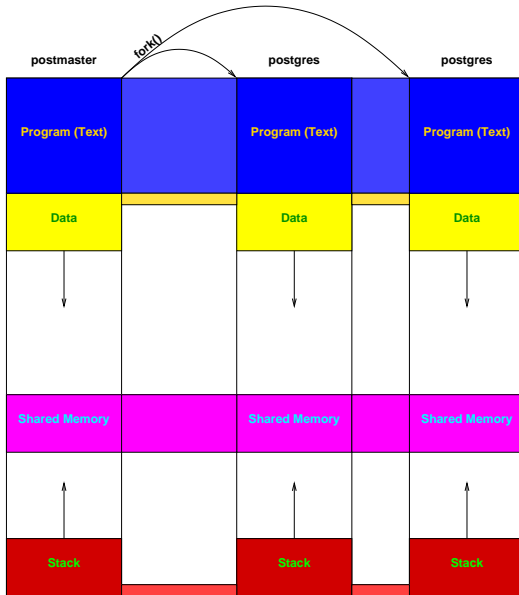 fork()
postmaster postgres postgres
Program (Text) Program (Text) Program (Text)
Data Data Data
Shared Memory Shared Memory Shared Memory
Stack Stack Stack